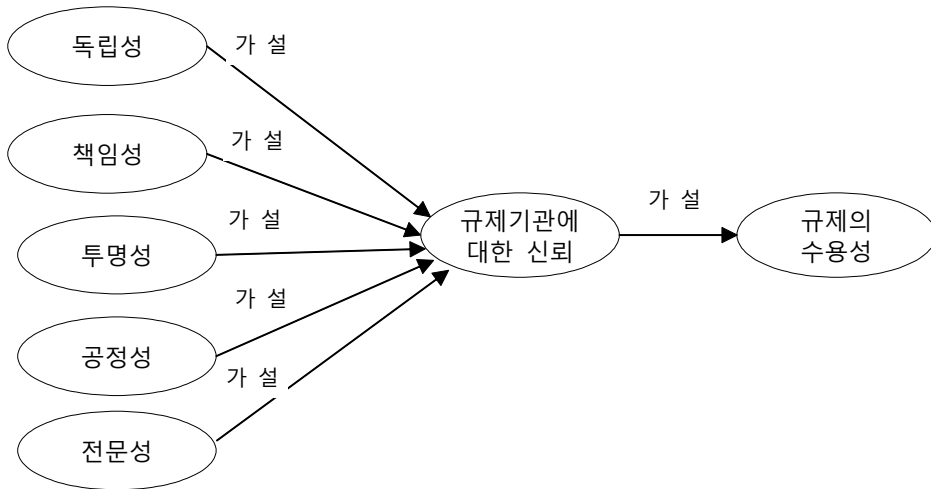 독립성
가 설
책임성
가 설
투명성
가 설
공정성
가 설
전문성
가 설
규제기관에
대한 신뢰
가 설
규제의
수용성